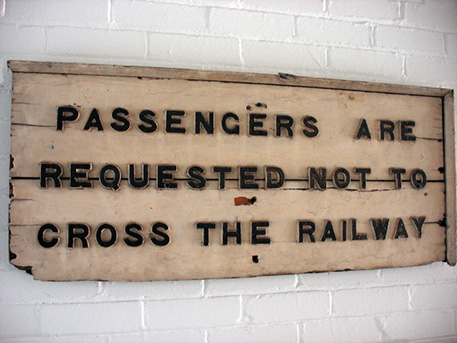 PASSENGERS ARE
REQUESTED NOT TO
CROSS THE RAILWAY